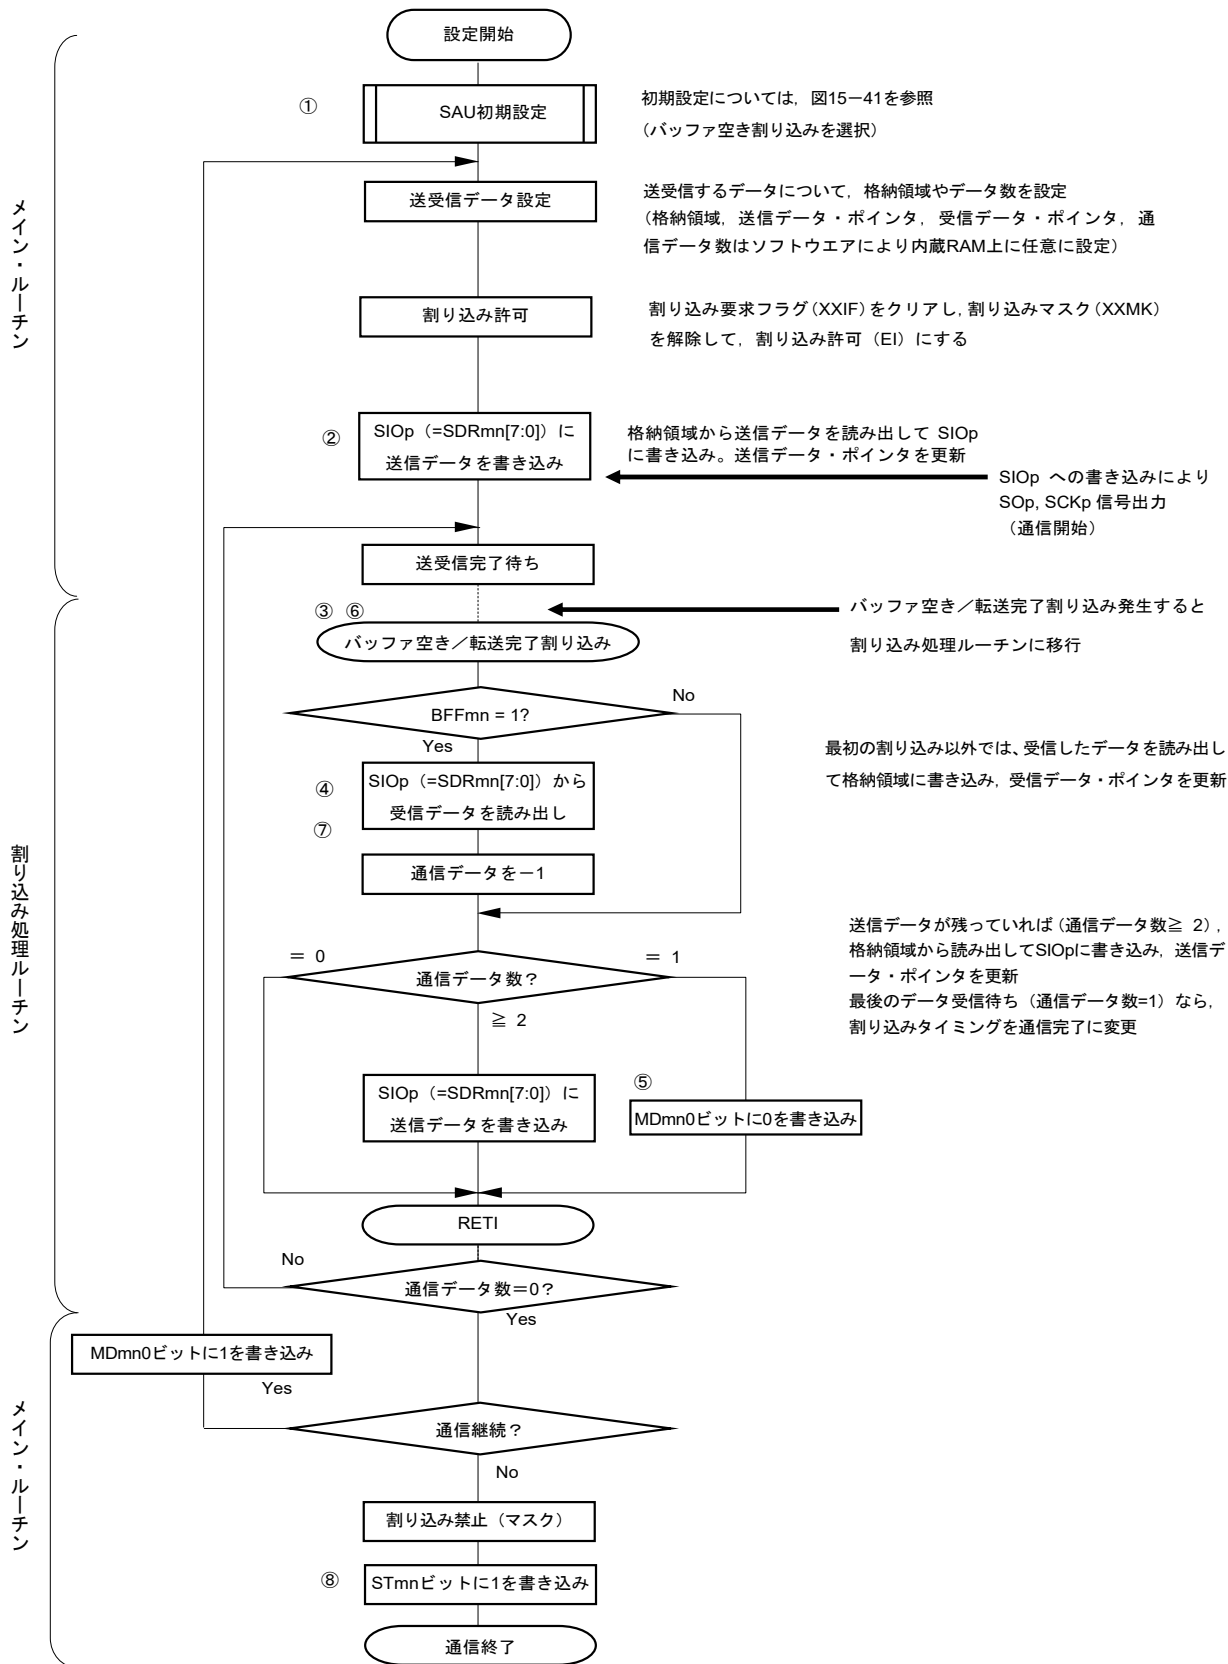 設定開始
①
SAU初期設定
初期設定については，図15－41を参照
（バッファ空き割り込みを選択）
メイン・ルーチン
送受信データ設定
送受信するデータについて，格納領域やデータ数を設定
（格納領域，送信データ・ポインタ，受信データ・ポインタ，通
信データ数はソフトウエアにより内蔵RAM上に任意に設定）
割り込み許可
割り込み要求フラグ（XXIF）をクリアし，割り込みマスク（XXMK）
を解除して，割り込み許可（EI）にする
②
SIOp（=SDRmn[7:0]）に
送信データを書き込み
格納領域から送信データを読み出して SIOp
に書き込み。送信データ・ポインタを更新
SIOp への書き込みにより
SOp, SCKp 信号出力
（通信開始）
送受信完了待ち
③ ⑥
バッファ空き／転送完了割り込み
バッファ空き／転送完了割り込み発生すると
割り込み処理ルーチンに移行
割り込み処理ルーチン
BFFmn = 1?
No
Yes
④
SIOp（=SDRmn[7:0]）から
受信データを読み出し
⑦
最初の割り込み以外では、受信したデータを読み出し
て格納領域に書き込み，受信データ・ポインタを更新
通信データを－1
＝ 0
通信データ数？
＝ 1
≧ 2
送信データが残っていれば（通信データ数≧ 2），
格納領域から読み出してSIOpに書き込み，送信デ
ータ・ポインタを更新
最後のデータ受信待ち（通信データ数=1）なら，
割り込みタイミングを通信完了に変更
SIOp（=SDRmn[7:0]）に
送信データを書き込み
⑤
MDmn0ビットに0を書き込み
RETI
No
通信データ数＝0？
Yes
MDmn0ビットに1を書き込み
Yes
メイン・ルーチン
通信継続？
No
割り込み禁止（マスク）
⑧
STmnビットに1を書き込み
通信終了